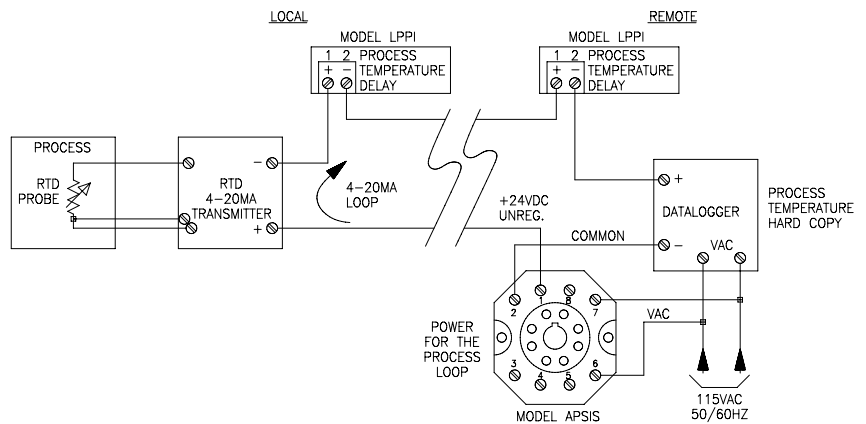 LOCAL
REMOTE
MODEL LPPI
1 2 PROCESS
+ − TEMPERATURE
DELAY
MODEL LPPI
1 2 PROCESS
+ − TEMPERATURE
DELAY
PROCESS
RTD
PROBE
−
RTD
4−20MA
TRANSMITTER
+
4−20MA
LOOP
+24VDC
UNREG.
COMMON
+
DATALOGGER
− VAC
PROCESS
TEMPERATURE
HARD COPY
2 1 8 7
VAC
POWER
FOR THE
PROCESS
LOOP
3 4 5 6
MODEL APSIS
115VAC
50/60HZ